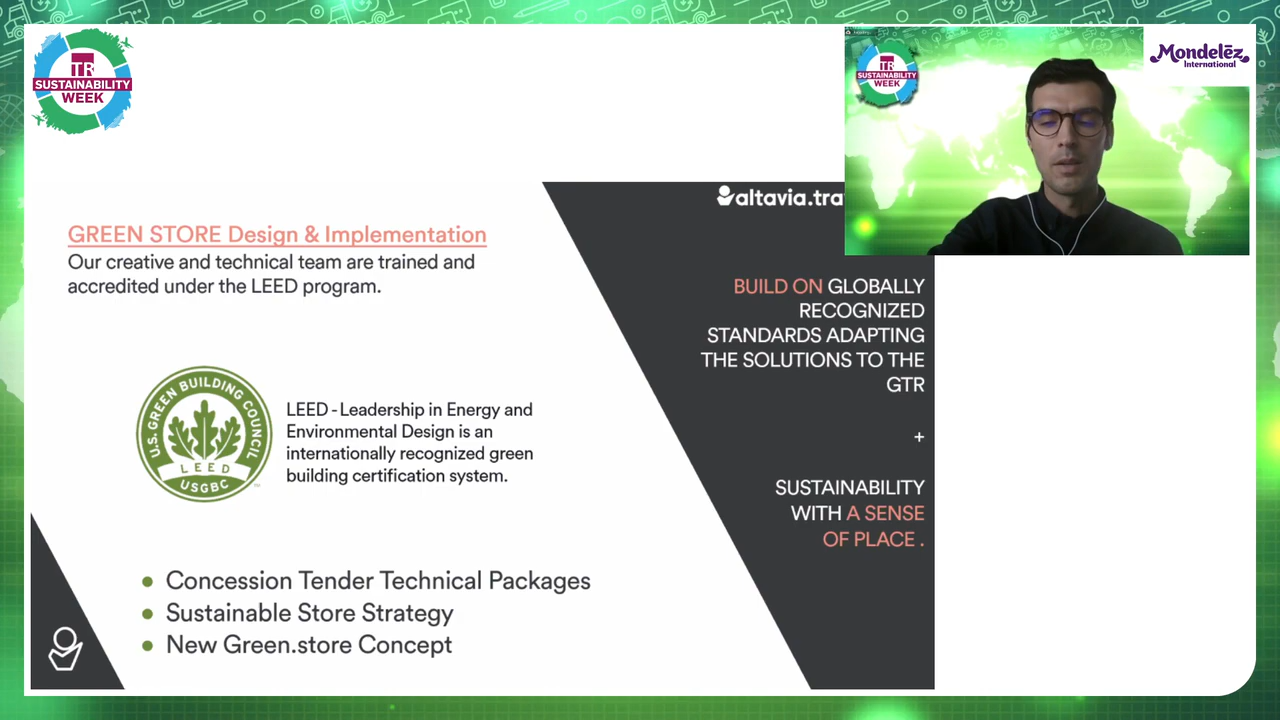 TR
SUSTAINABILITY
WEEK
TR
SUSTAINABILITY
WEEK
Mondelēz
International
altavia.tra
GREEN STORE Design & Implementation
Our creative and technical team are trained and
accredited under the LEED program.
BUILD ON GLOBALLY
RECOGNIZED
STANDARDS ADAPTING
THE SOLUTIONS TO THE
GTR
+
SUSTAINABILITY
WITH A SENSE
OF PLACE .
U.S. GREEN BUILDING COUNCIL
LEED
USGBC
LEED - Leadership in Energy and
Environmental Design is an
internationally recognized green
building certification system.
● Concession Tender Technical Packages
● Sustainable Store Strategy
● New Green.store Concept